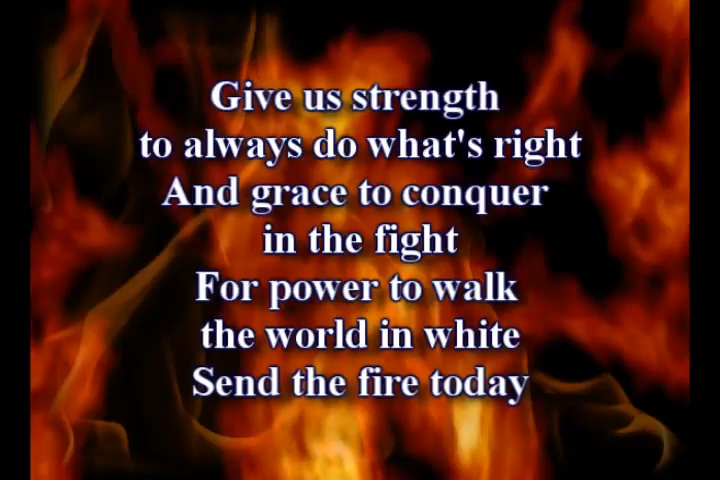 Give us strength
to always do what's right
And grace to conquer
in the fight
For power to walk
the world in white
Send the fire today